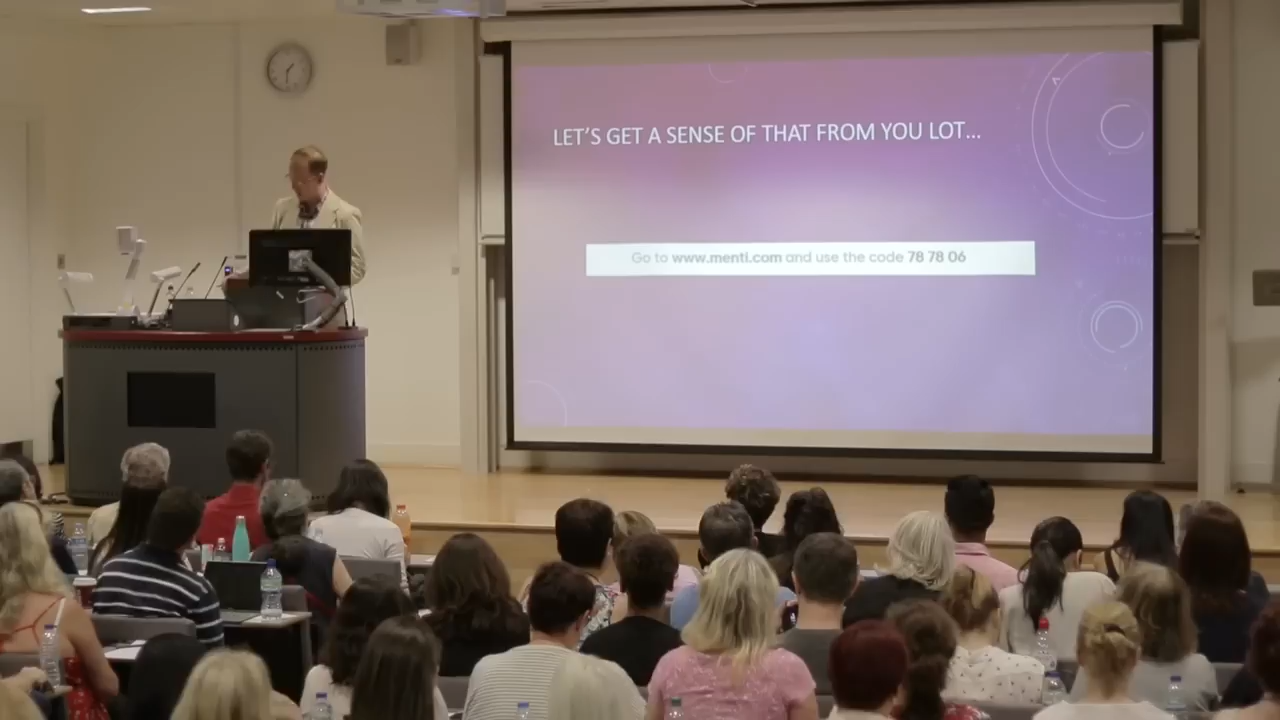 LET'S GET A SENSE OF THAT FROM YOU LOT...
Go to www.menti.com and use the code 78 78 06